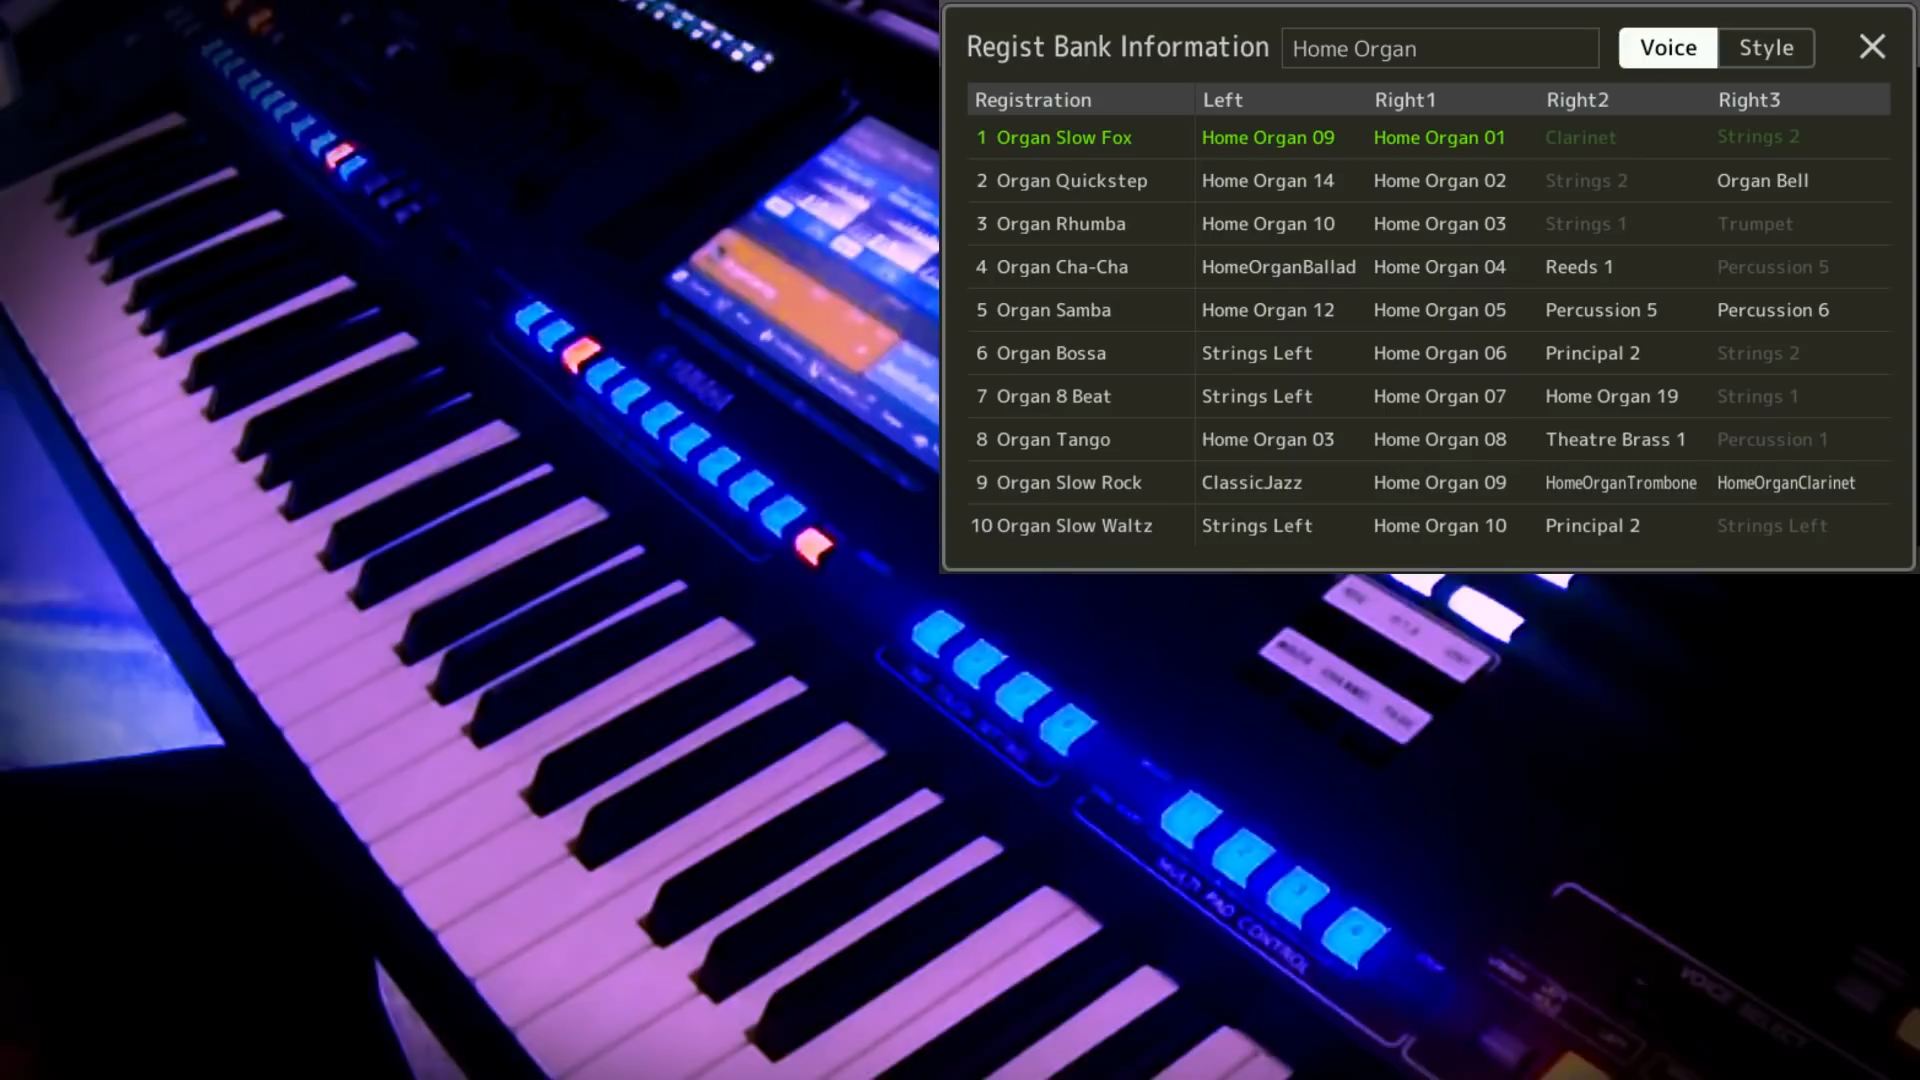 Regist Bank Information Home Organ Voice Style
Registration Left Right1 Right2 Right3
1 Organ Slow Fox Home Organ 09 Home Organ 01 Clarinet Strings 2
2 Organ Quickstep Home Organ 14 Home Organ 02 Strings 2 Organ Bell
3 Organ Rhumba Home Organ 10 Home Organ 03 Strings 1 Trumpet
4 Organ Cha-Cha HomeOrganBallad Home Organ 04 Reeds 1 Percussion 5
5 Organ Samba Home Organ 12 Home Organ 05 Percussion 5 Percussion 6
6 Organ Bossa Strings Left Home Organ 06 Principal 2 Strings 2
7 Organ 8 Beat Strings Left Home Organ 07 Home Organ 19 Strings 1
8 Organ Tango Home Organ 03 Home Organ 08 Theatre Brass 1 Percussion 1
9 Organ Slow Rock ClassicJazz Home Organ 09 HomeOrganTrombone HomeOrganClarinet
10 Organ Slow Waltz Strings Left Home Organ 10 Principal 2 Strings Left
MULTI PAD CONTROL
VOICE SELECT